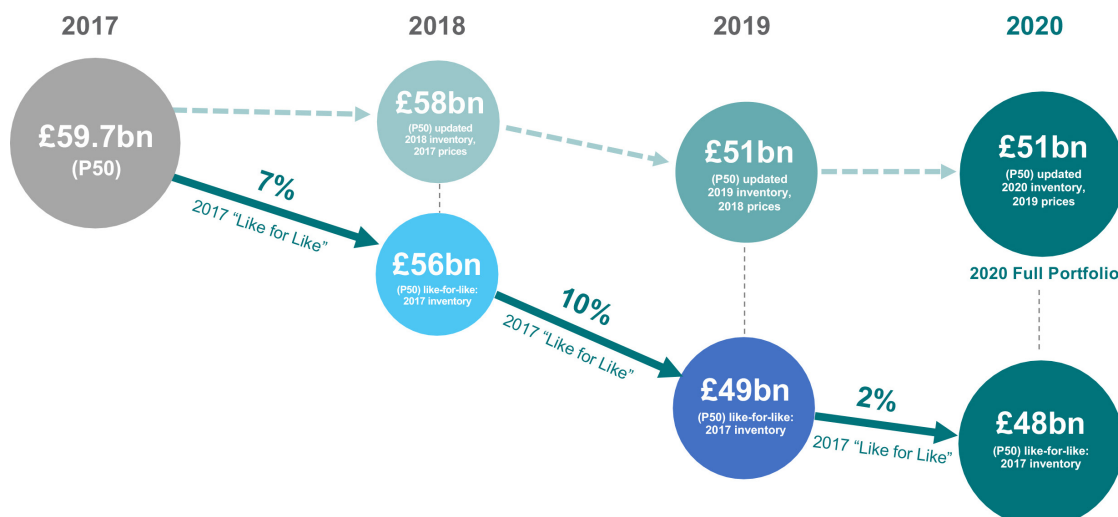 2017
2018
2019
2020
£59.7bn
(P50)
£58bn
(P50) updated
2018 inventory,
2017 prices
£51bn
(P50) updated
2019 inventory,
2018 prices
£51bn
(P50) updated
2020 inventory,
2019 prices
7%
2017 “Like for Like”
£56bn
(P50) like-for-like:
2017 inventory
2020 Full Portfolio
10%
2017 “Like for Like”
£49bn
(P50) like-for-like:
2017 inventory
2%
2017 “Like for Like”
£48bn
(P50) like-for-like:
2017 inventory